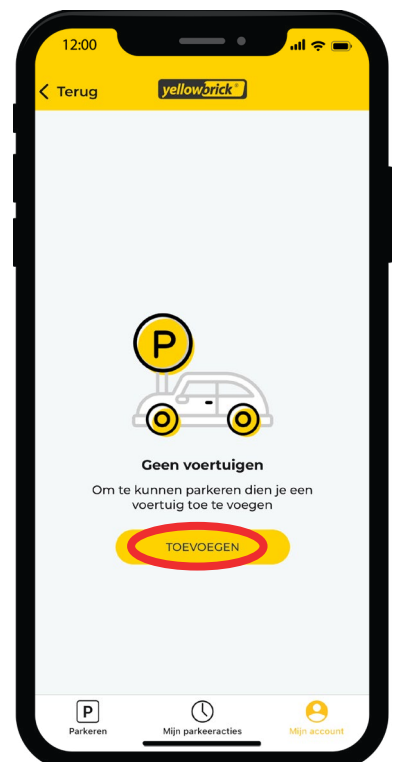 12:00
Terug
yellowbrick
P
Geen voertuigen
Om te kunnen parkeren dien je een
voertuig toe te voegen
TOEVOEGEN
P
Parkeren
Mijn parkeeracties
Mijn account